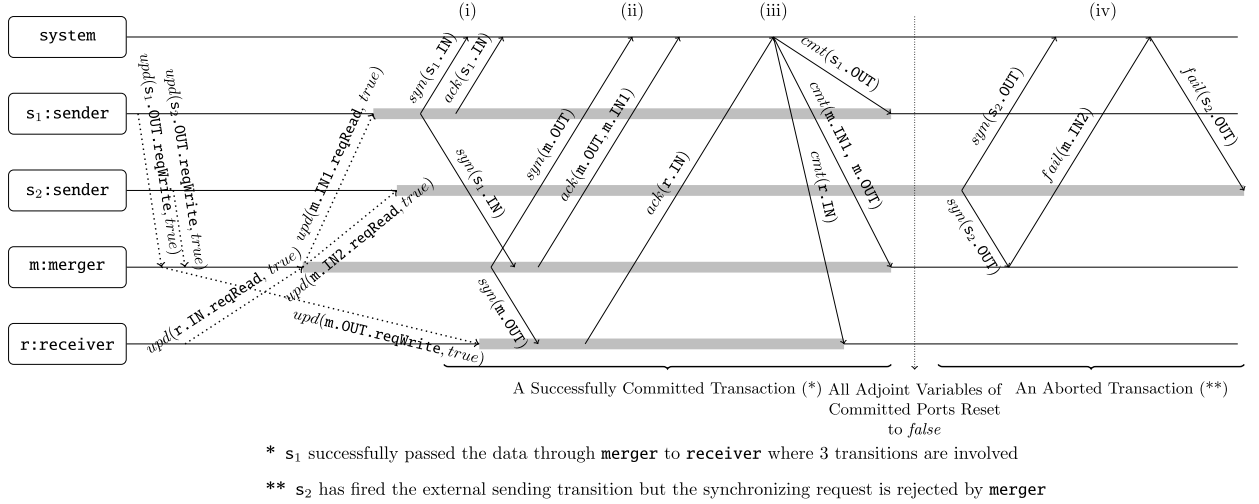 (i) (ii) (iii) (iv)
system
s₁:sender
s₂:sender
m:merger
r:receiver
upd(s₁.OUT.reqWrite,true)
upd(s₂.OUT.reqWrite,true)
upd(r.IN.reqRead,true)
upd(m.IN1.reqRead,true)
upd(m.IN2.reqRead,true)
upd(m.OUT.reqWrite,true)
syn(s₁.IN)
ack(s₁.IN)
syn(s₁.IN)
syn(m.OUT)
syn(m.OUT)
ack(m.OUT,m.IN1)
ack(r.IN)
cmt(s₁.OUT)
cmt(m.IN1, m.OUT)
cmt(r.IN)
syn(s₂.OUT)
syn(s₂.OUT)
fail(m.IN2)
fail(s₂.OUT)
A Successfully Committed Transaction (*)
All Adjoint Variables of
Committed Ports Reset
to false
An Aborted Transaction (**)
* s₁ successfully passed the data through merger to receiver where 3 transitions are involved
** s₂ has fired the external sending transition but the synchronizing request is rejected by merger